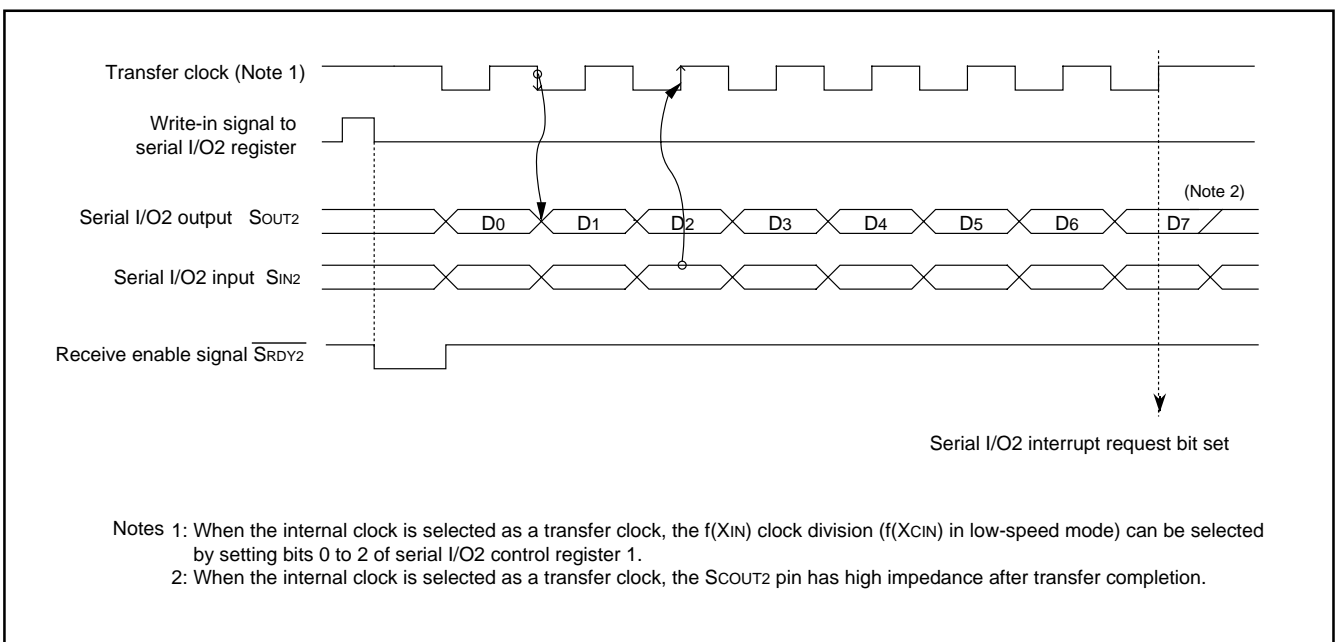 Transfer clock (Note 1)
Write-in signal to
serial I/O2 register
(Note 2)
Serial I/O2 output SOUT2
D0 D1 D2 D3 D4 D5 D6 D7
Serial I/O2 input SIN2
Receive enable signal SRDY2
Serial I/O2 interrupt request bit set
Notes 1: When the internal clock is selected as a transfer clock, the f(XIN) clock division (f(XCIN) in low-speed mode) can be selected
by setting bits 0 to 2 of serial I/O2 control register 1.
2: When the internal clock is selected as a transfer clock, the SCOUT2 pin has high impedance after transfer completion.